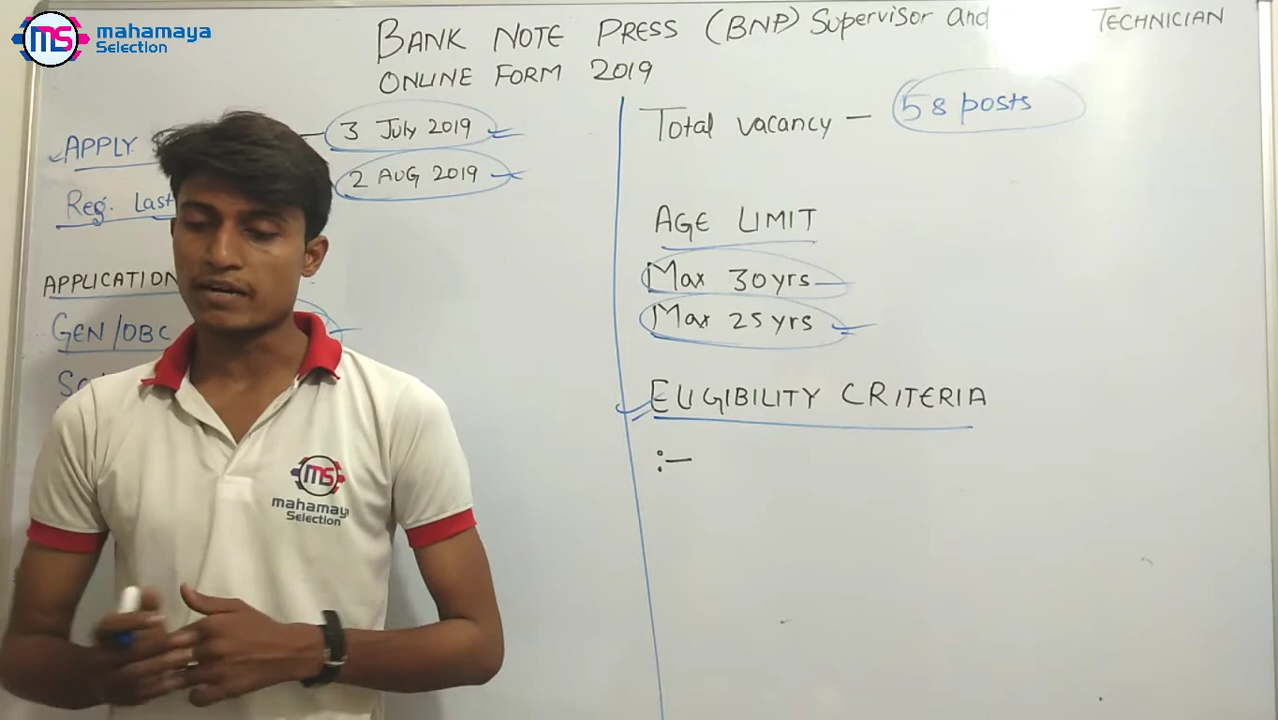 mahamaya
Selection
BANK NOTE PRESS (BNP) Supervisor and TECHNICIAN
ONLINE FORM 2019
APPLY
– 3 July 2019
Reg. Last
2 AUG 2019
APPLICATION
GEN/OBC
Total vacancy – 58 posts
AGE LIMIT
Max 30 yrs
Max 25 yrs
ELIGIBILITY CRITERIA
:–
MS
mahamaya
Selection